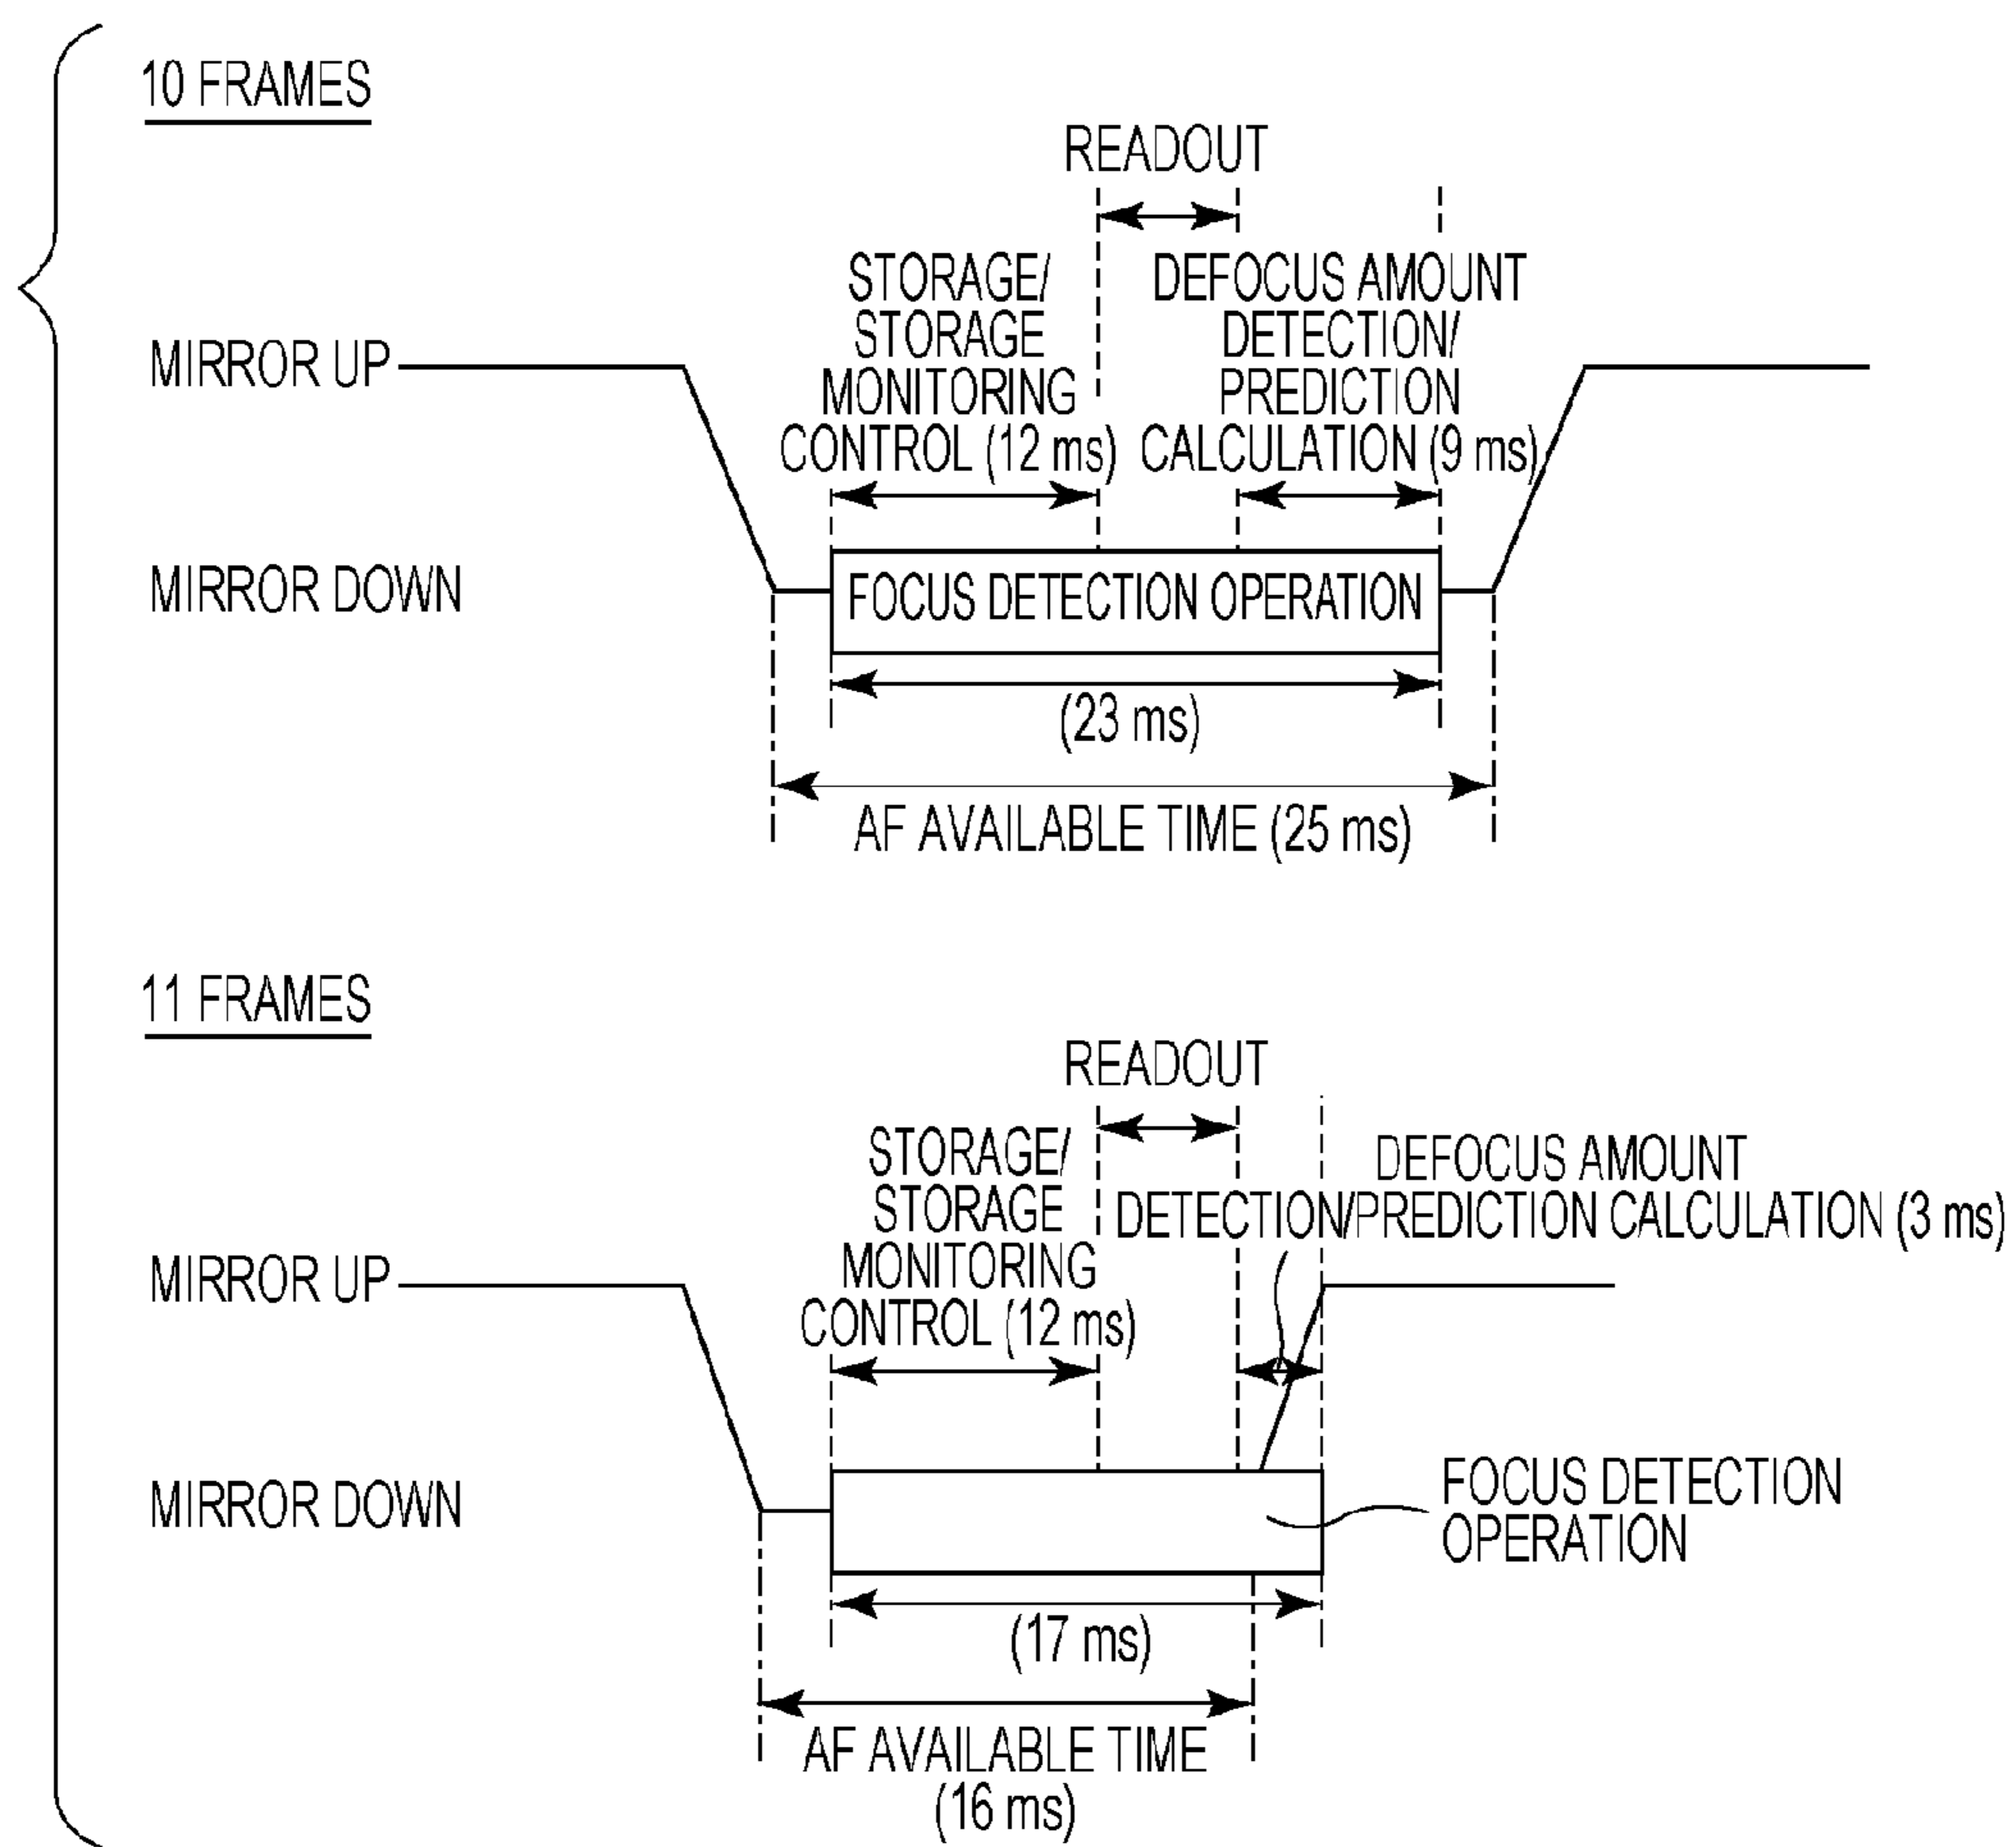 10 FRAMES
READOUT
STORAGE/
STORAGE
MONITORING
CONTROL (12 ms)
DEFOCUS AMOUNT
DETECTION/
PREDICTION
CALCULATION (9 ms)
MIRROR UP
MIRROR DOWN
FOCUS DETECTION OPERATION
(23 ms)
AF AVAILABLE TIME (25 ms)
11 FRAMES
READOUT
STORAGE/
STORAGE
MONITORING
CONTROL (12 ms)
DEFOCUS AMOUNT
DETECTION/PREDICTION CALCULATION (3 ms)
MIRROR UP
MIRROR DOWN
FOCUS DETECTION
OPERATION
(17 ms)
AF AVAILABLE TIME
(16 ms)